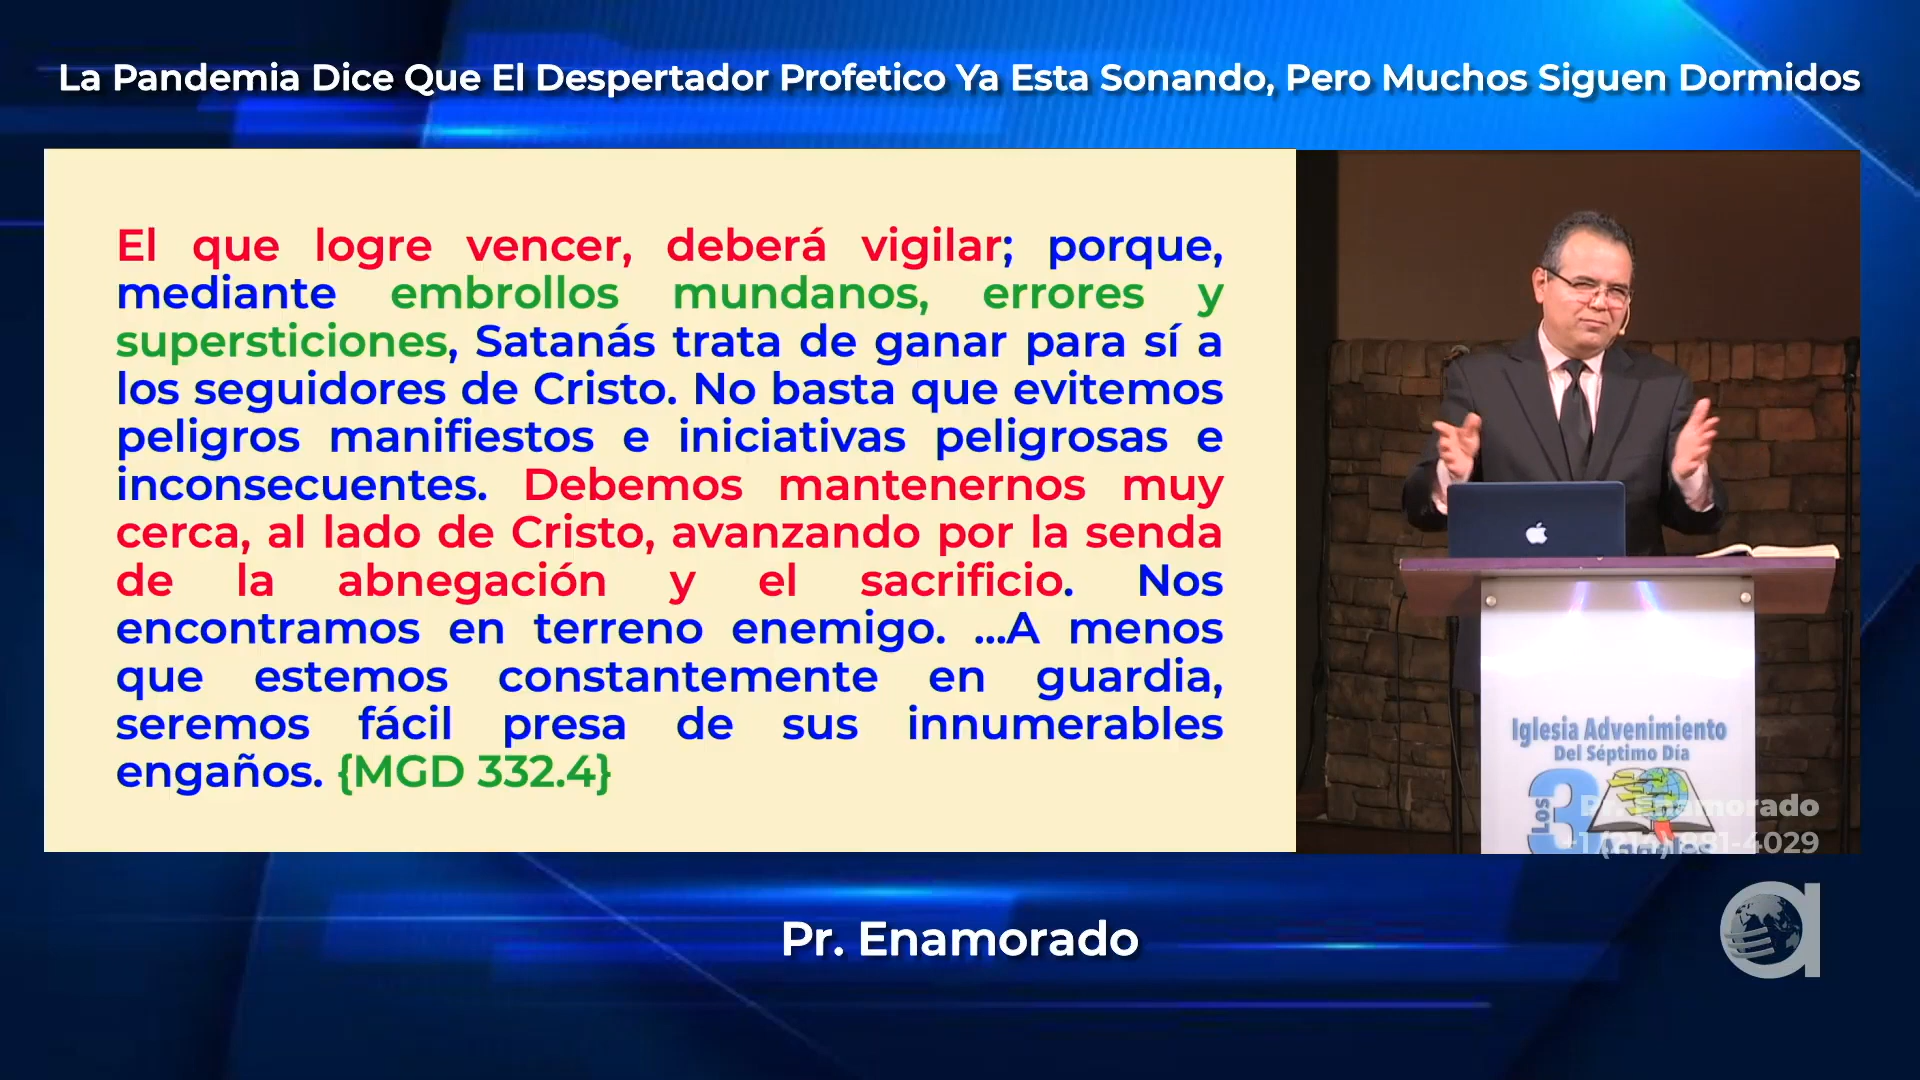 La Pandemia Dice Que El Despertador Profetico Ya Esta Sonando, Pero Muchos Siguen Dormidos
El que logre vencer, deberá vigilar; porque,
mediante embrollos mundanos, errores y
supersticiones, Satanás trata de ganar para sí a
los seguidores de Cristo. No basta que evitemos
peligros manifiestos e iniciativas peligrosas e
inconsecuentes. Debemos mantenernos muy
cerca, al lado de Cristo, avanzando por la senda
de la abnegación y el sacrificio. Nos
encontramos en terreno enemigo. ...A menos
que estemos constantemente en guardia,
seremos fácil presa de sus innumerables
engaños. {MGD 332.4}
Iglesia Advenimiento
Del Séptimo Día
Los 3
Pr. Enamorado
Pr. Enamorado